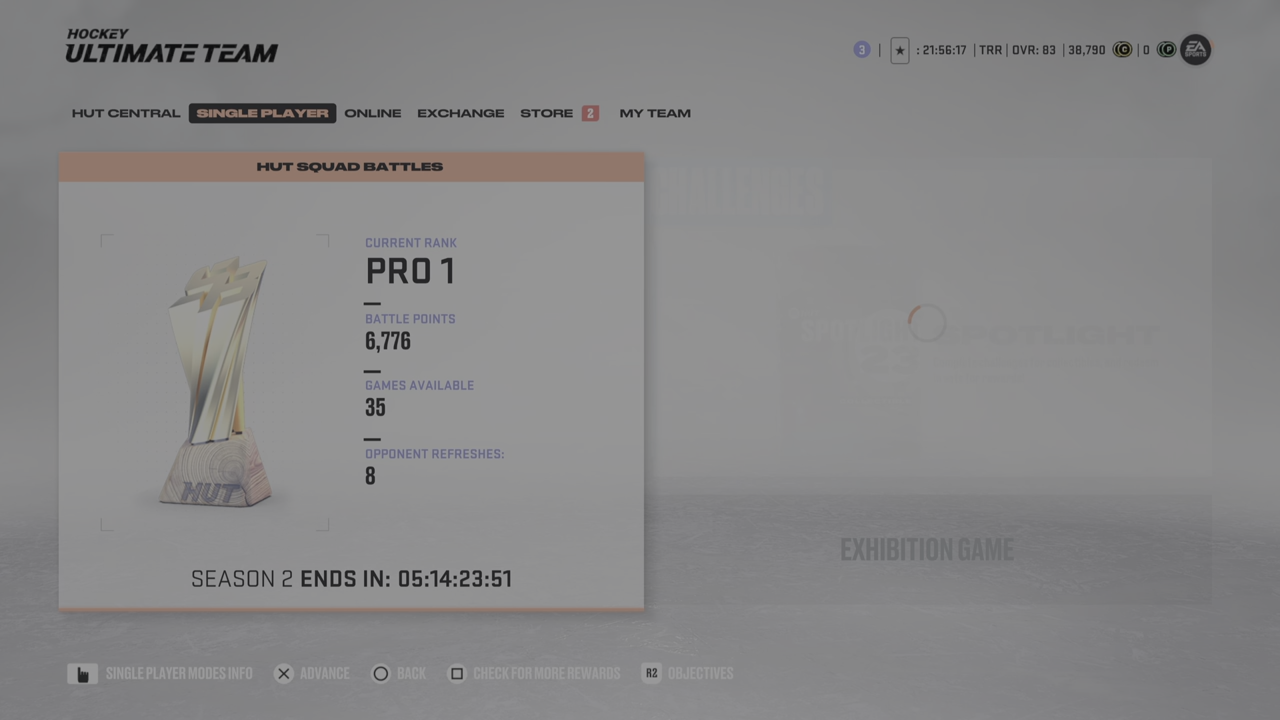 HOCKEY
ULTIMATE TEAM
3 | ★ : 21:56:17 | TRR | OVR: 83 | 38,790 C | 0 P EA SPORTS
HUT CENTRAL SINGLE PLAYER ONLINE EXCHANGE STORE 2 MY TEAM
HUT SQUAD BATTLES
CURRENT RANK
PRO 1
BATTLE POINTS
6,776
GAMES AVAILABLE
35
OPPONENT REFRESHES:
8
HUT
SEASON 2 ENDS IN: 05:14:23:51
SPOTLIGHT
EXHIBITION GAME
SINGLE PLAYER MODES INFO ADVANCE BACK CHECK FOR MORE REWARDS R2 OBJECTIVES